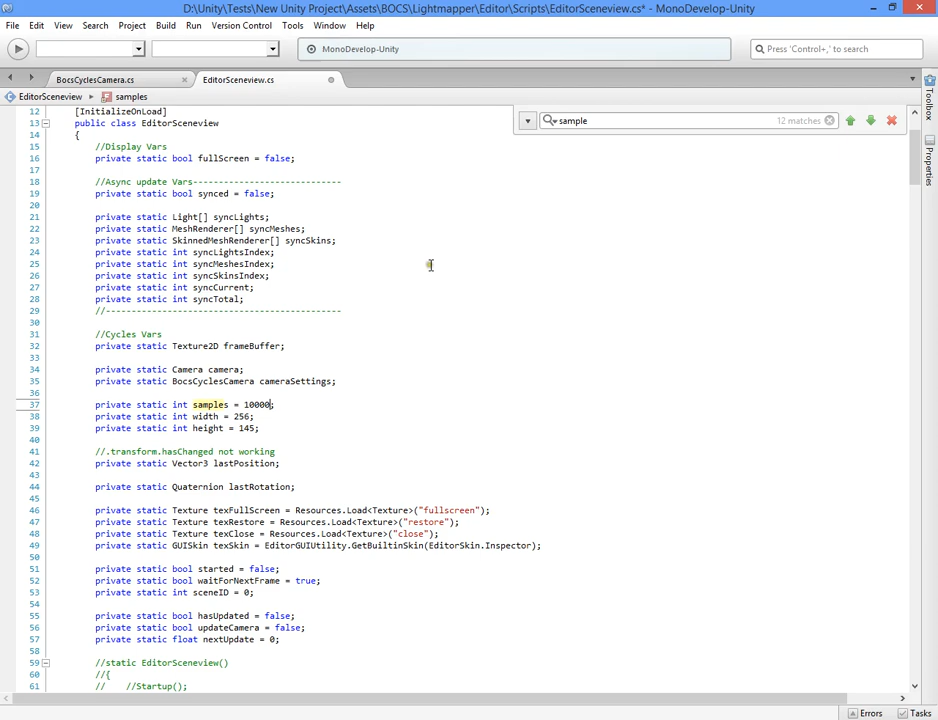 D:\Unity\Tests\New Unity Project\Assets\BOCS\Lightmapper\Editor\Scripts\EditorSceneview.cs* - MonoDevelop-Unity
File Edit View Search Project Build Run Version Control Tools Window Help
MonoDevelop-Unity
Press 'Control+,' to search
BocsCyclesCamera.cs
EditorSceneview.cs
EditorSceneview ▸ samples
sample 12 matches
Toolbox
Properties
12 [InitializeOnLoad]
13 public class EditorSceneview
14 {
15 //Display Vars
16 private static bool fullScreen = false;
17
18 //Async update Vars----------------------------
19 private static bool synced = false;
20
21 private static Light[] syncLights;
22 private static MeshRenderer[] syncMeshes;
23 private static SkinnedMeshRenderer[] syncSkins;
24 private static int syncLightsIndex;
25 private static int syncMeshesIndex;
26 private static int syncSkinsIndex;
27 private static int syncCurrent;
28 private static int syncTotal;
29 //----------------------------------------------
30
31 //Cycles Vars
32 private static Texture2D frameBuffer;
33
34 private static Camera camera;
35 private static BocsCyclesCamera cameraSettings;
36
37 private static int samples = 10000;
38 private static int width = 256;
39 private static int height = 145;
40
41 //.transform.hasChanged not working
42 private static Vector3 lastPosition;
43
44 private static Quaternion lastRotation;
45
46 private static Texture texFullScreen = Resources.Load<Texture>("fullscreen");
47 private static Texture texRestore = Resources.Load<Texture>("restore");
48 private static Texture texClose = Resources.Load<Texture>("close");
49 private static GUISkin texSkin = EditorGUIUtility.GetBuiltinSkin(EditorSkin.Inspector);
50
51 private static bool started = false;
52 private static bool waitForNextFrame = true;
53 private static int sceneID = 0;
54
55 private static bool hasUpdated = false;
56 private static bool updateCamera = false;
57 private static float nextUpdate = 0;
58
59 //static EditorSceneview()
60 //{
61 // //Startup();
Errors Tasks